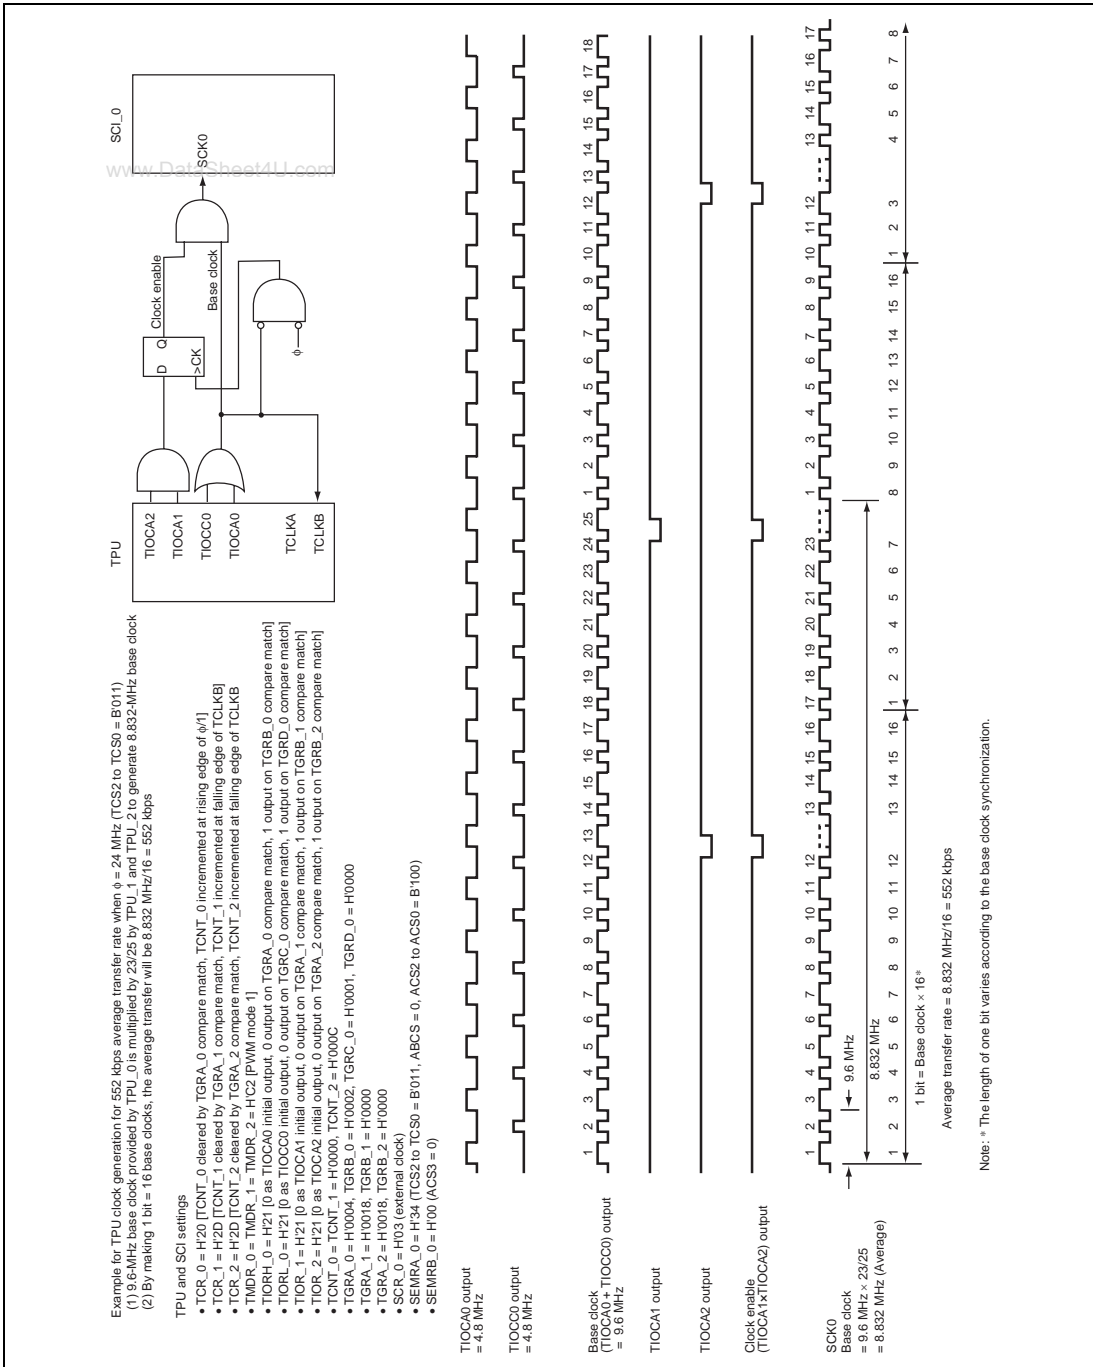 Example for TPU clock generation for 552 kbps average transfer rate when ϕ = 24 MHz (TCS2 to TCS0 = B'011)
(1) 9.6-MHz base clock provided by TPU_0 is multiplied by 23/25 by TPU_1 and TPU_2 to generate 8.832-MHz base clock
(2) By making 1 bit = 16 base clocks, the average transfer will be 8.832 MHz/16 = 552 kbps
TPU and SCI settings
• TCR_0 = H'20 [TCNT_0 cleared by TGRA_0 compare match, TCNT_0 incremented at rising edge of ϕ/1]
• TCR_1 = H'2D [TCNT_1 cleared by TGRA_1 compare match, TCNT_1 incremented at falling edge of TCLKB]
• TCR_2 = H'2D [TCNT_2 cleared by TGRA_2 compare match, TCNT_2 incremented at falling edge of TCLKB
• TMDR_0 = TMDR_1 = TMDR_2 = H'C2 [PWM mode 1]
• TIORH_0 = H'21 [0 as TIOCA0 initial output, 0 output on TGRA_0 compare match, 1 output on TGRB_0 compare match]
• TIORL_0 = H'21 [0 as TIOCC0 initial output, 0 output on TGRC_0 compare match, 1 output on TGRD_0 compare match]
• TIOR_1 = H'21 [0 as TIOCA1 initial output, 0 output on TGRA_1 compare match, 1 output on TGRB_1 compare match]
• TIOR_2 = H'21 [0 as TIOCA2 initial output, 0 output on TGRA_2 compare match, 1 output on TGRB_2 compare match]
• TCNT_0 = TCNT_1 = H'0000, TCNT_2 = H'000C
• TGRA_0 = H'0004, TGRB_0 = H'0002, TGRC_0 = H'0001, TGRD_0 = H'0000
• TGRA_1 = H'0018, TGRB_1 = H'0000
• TGRA_2 = H'0018, TGRB_2 = H'0000
• SCR_0 = H'03 (external clock)
• SEMRA_0 = H'34 (TCS2 to TCS0 = B'011, ABCS = 0, ACS2 to ACS0 = B'100)
• SEMRB_0 = H'00 (ACS3 = 0)
TPU
TIOCA2
TIOCA1
TIOCC0
TIOCA0
TCLKA
TCLKB
D Q
>CK
Clock enable
Base clock
ϕ
SCI_0
SCK0
www.DataSheet4U.com
TIOCA0 output
= 4.8 MHz
TIOCC0 output
= 4.8 MHz
Base clock
(TIOCA0 + TIOCC0) output
= 9.6 MHz
1 2 3 4 5 6 7 8 9 10 11 12 13 14 15 16 17 18 19 20 21 22 23 24 25 1 2 3 4 5 6 7 8 9 10 11 12 13 14 15 16 17 18
TIOCA1 output
TIOCA2 output
Clock enable
(TIOCA1×TIOCA2) output
SCK0
Base clock
= 9.6 MHz × 23/25
= 8.832 MHz (Average)
1 2 3 4 5 6 7 8 9 10 11 12 13 14 15 16 17 18 19 20 21 22 23 1 2 3 4 5 6 7 8 9 10 11 12 13 14 15 16 17
9.6 MHz
8.832 MHz
1 2 3 4 5 6 7 8 9 10 11 12 13 14 15 16 1 2 3 4 5 6 7 8 9 10 11 12 13 14 15 16 1 2 3 4 5 6 7 8
1 bit = Base clock × 16*
Average transfer rate = 8.832 MHz/16 = 552 kbps
Note: * The length of one bit varies according to the base clock synchronization.